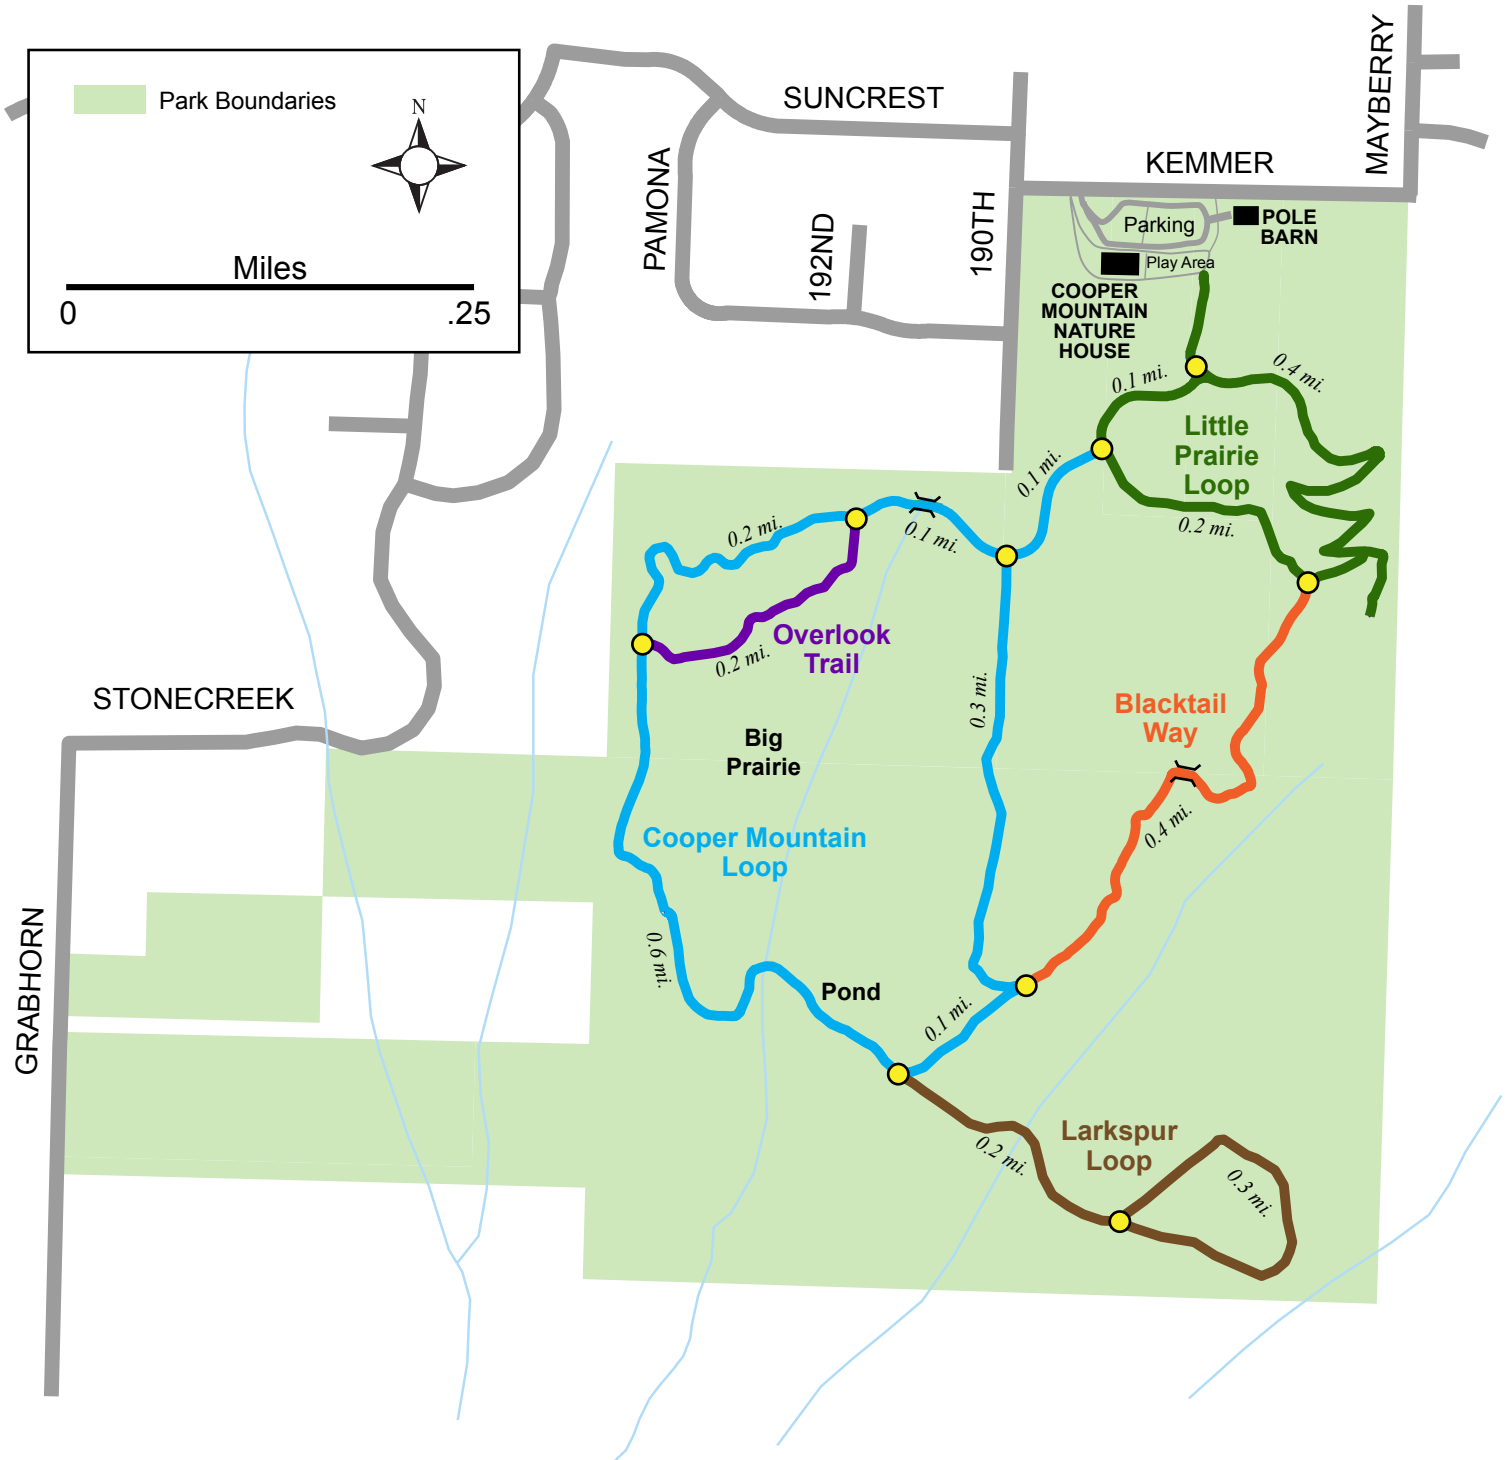 Park Boundaries
N
Miles
0
.25
SUNCREST
MAYBERRY
KEMMER
PAMONA
192ND
190TH
Parking
POLE
BARN
Play Area
COOPER
MOUNTAIN
NATURE
HOUSE
0.1 mi.
0.4 mi.
Little
Prairie
Loop
0.1 mi.
0.2 mi.
0.2 mi.
0.1 mi.
Overlook
Trail
0.2 mi.
0.3 mi.
STONECREEK
Blacktail
Way
Big
Prairie
0.4 mi.
Cooper Mountain
Loop
GRABHORN
0.6 mi.
Pond
0.1 mi.
Larkspur
Loop
0.2 mi.
0.3 mi.